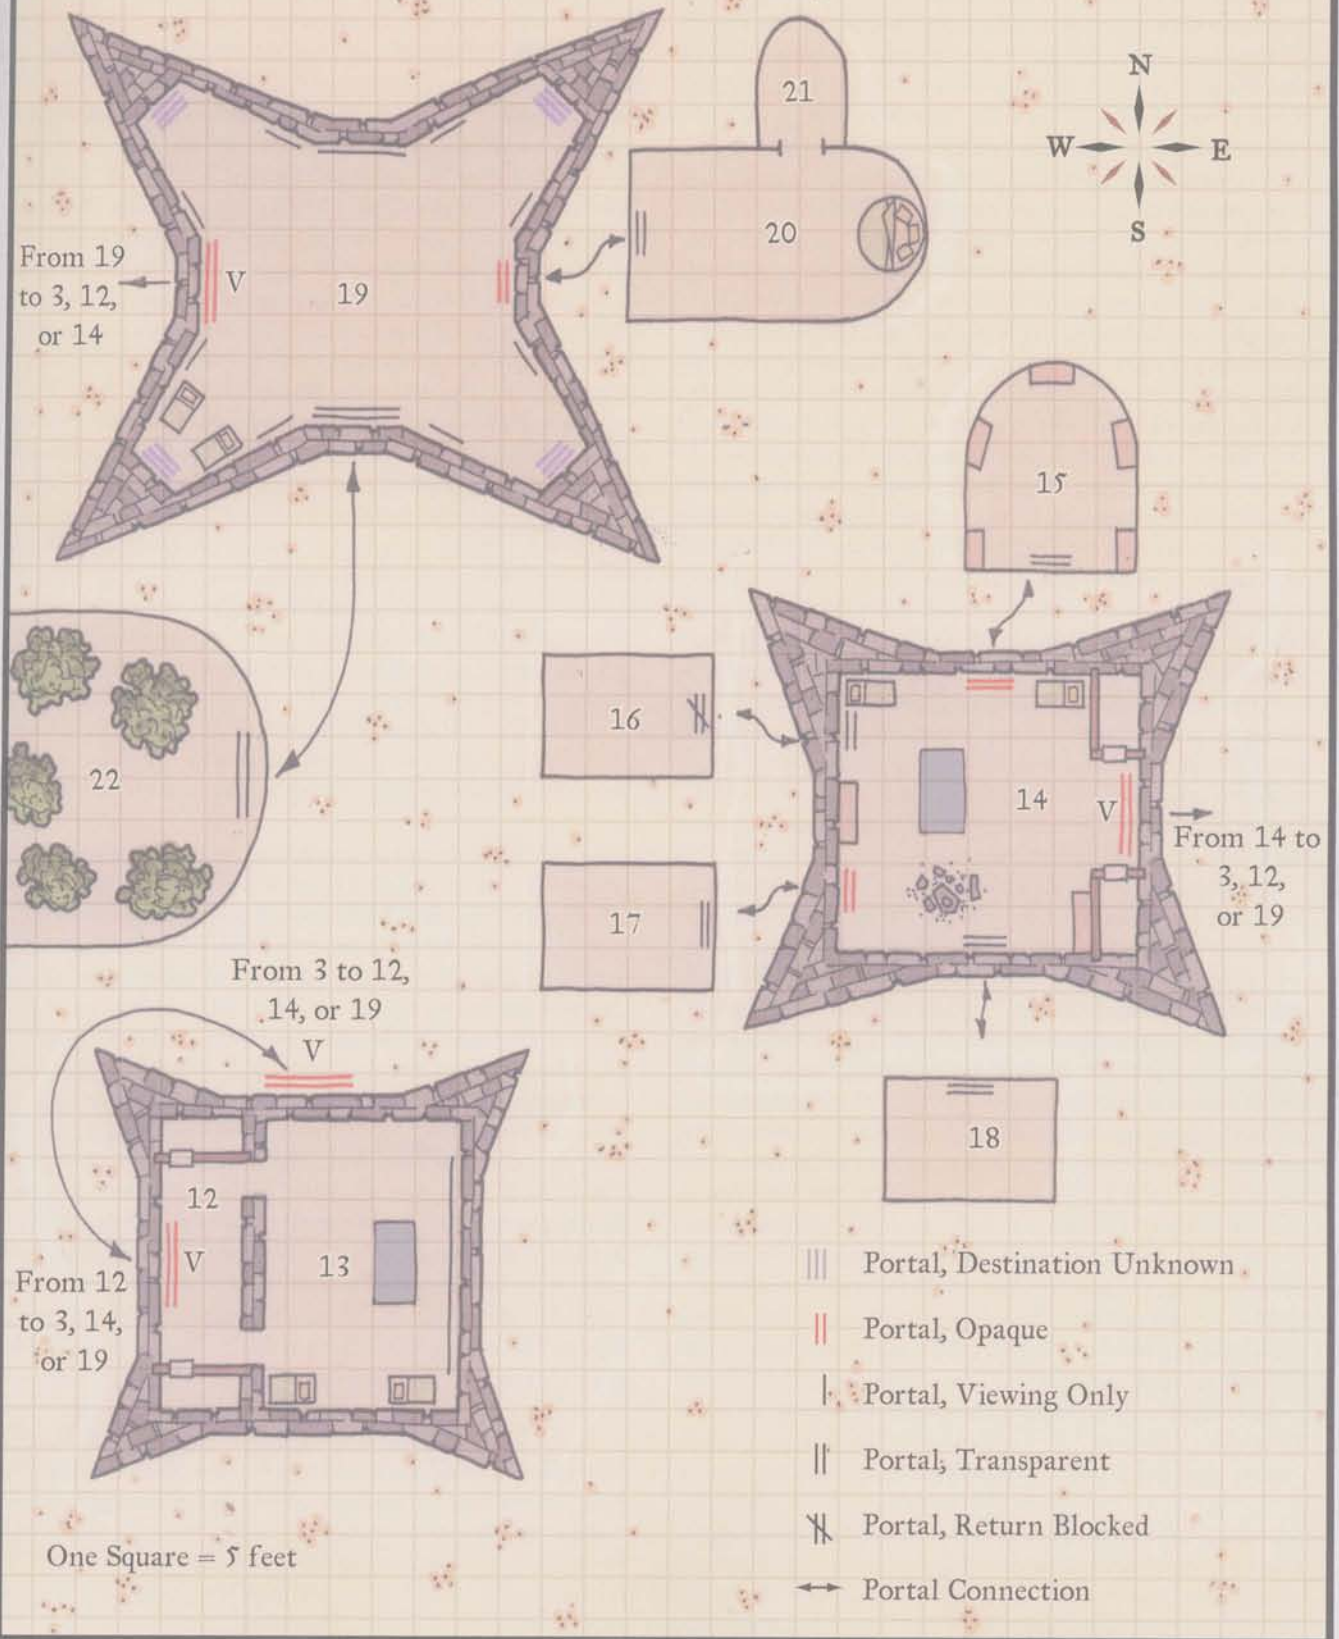 N
W
E
S
21
20
From 19
to 3, 12,
or 14
V
19
15
16
14
V
22
From 14 to
3, 12,
or 19
17
From 3 to 12,
14, or 19
V
18
12
V
13
From 12
to 3, 14,
or 19
Portal, Destination Unknown
Portal, Opaque
Portal, Viewing Only
Portal, Transparent
Portal, Return Blocked
Portal Connection
One Square = 5 feet